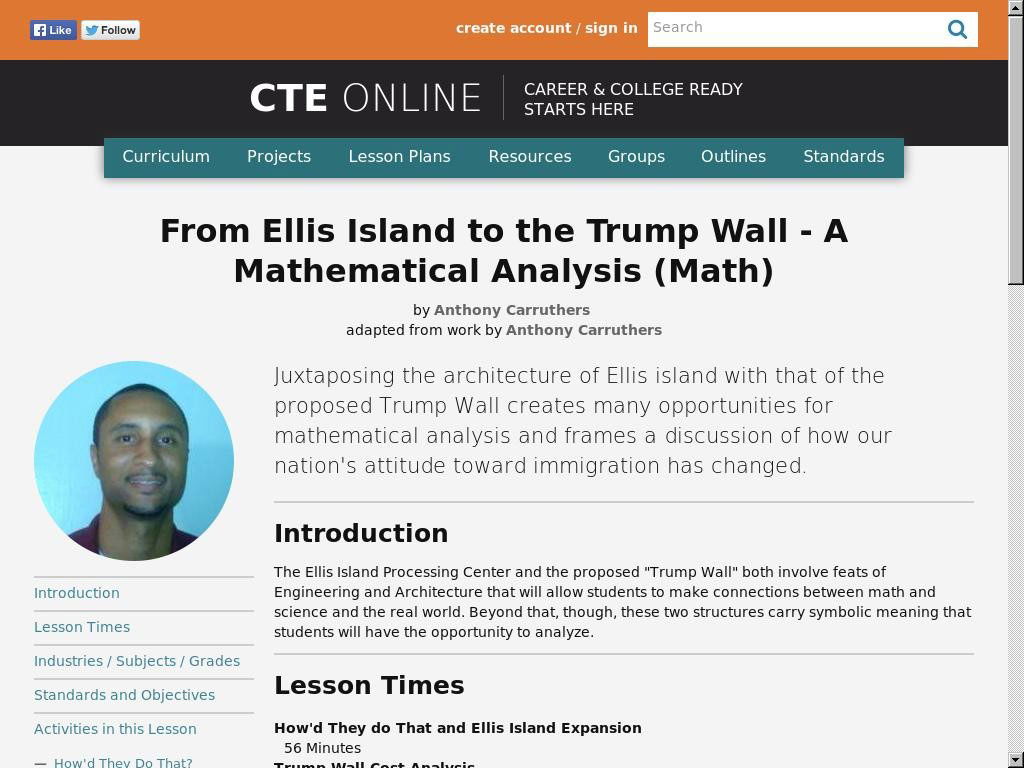 Like
Follow
create account / sign in
Search
CTE ONLINE
CAREER & COLLEGE READY
STARTS HERE
Curriculum Projects Lesson Plans Resources Groups Outlines Standards
From Ellis Island to the Trump Wall - A
Mathematical Analysis (Math)
by Anthony Carruthers
adapted from work by Anthony Carruthers
Juxtaposing the architecture of Ellis island with that of the
proposed Trump Wall creates many opportunities for
mathematical analysis and frames a discussion of how our
nation's attitude toward immigration has changed.
Introduction
Lesson Times
Industries / Subjects / Grades
Standards and Objectives
Activities in this Lesson
— How'd They Do That?
Introduction
The Ellis Island Processing Center and the proposed "Trump Wall" both involve feats of
Engineering and Architecture that will allow students to make connections between math and
science and the real world. Beyond that, though, these two structures carry symbolic meaning that
students will have the opportunity to analyze.
Lesson Times
How'd They do That and Ellis Island Expansion
56 Minutes
Trump Wall Cost Analysis